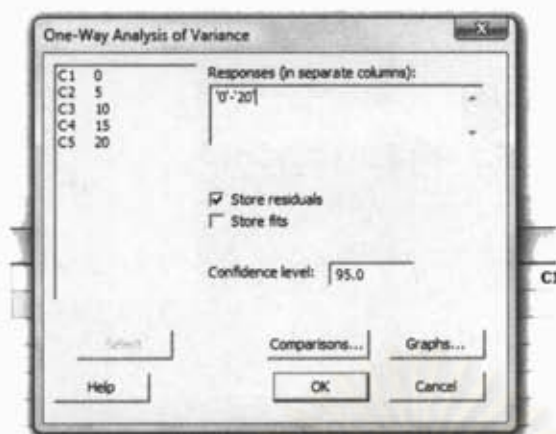 One-Way Analysis of Variance
C1 0
C2 5
C3 10
C4 15
C5 20
Responses (in separate columns):
'0'-'20'
Store residuals
Store fits
Confidence level: 95.0
C1
Select
Comparisons...
Graphs...
Help
OK
Cancel